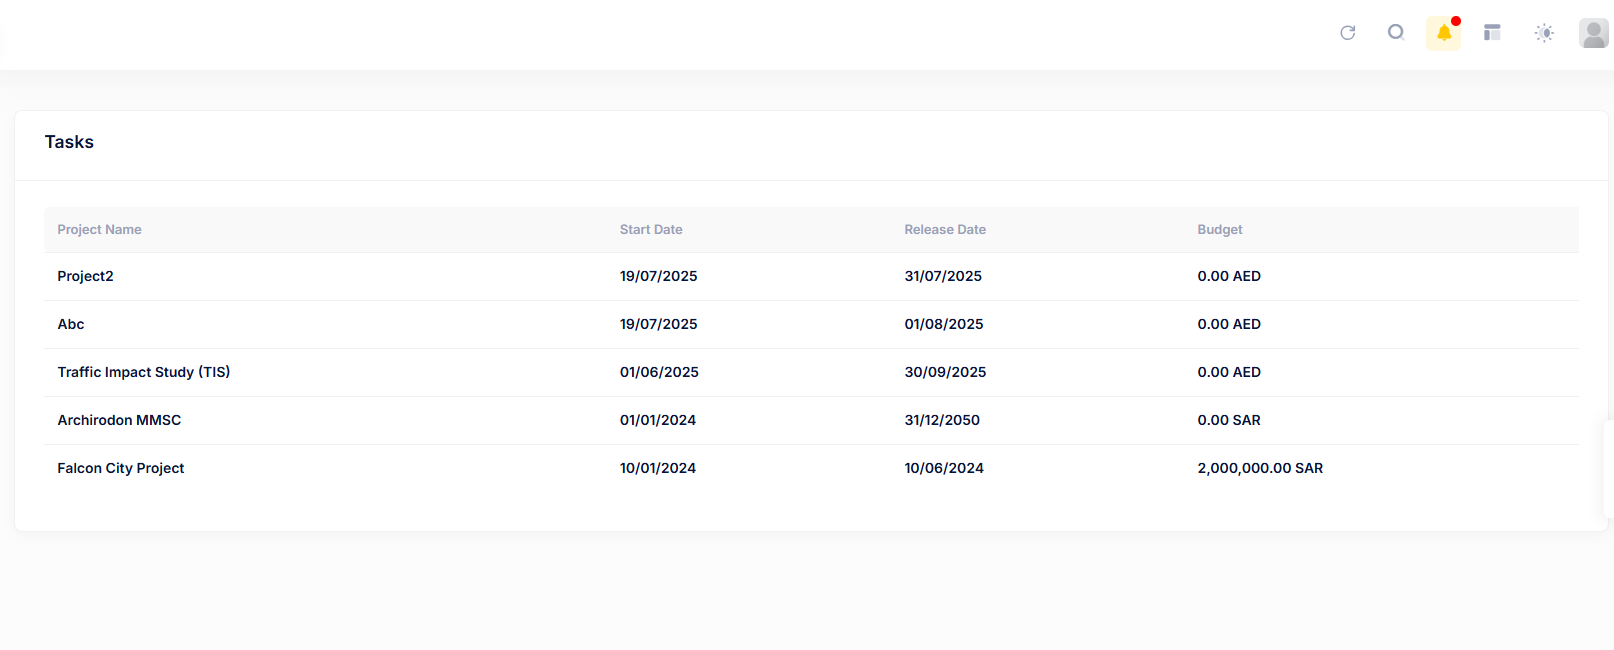 Tasks
Project Name Start Date Release Date Budget
Project2 19/07/2025 31/07/2025 0.00 AED
Abc 19/07/2025 01/08/2025 0.00 AED
Traffic Impact Study (TIS) 01/06/2025 30/09/2025 0.00 AED
Archirodon MMSC 01/01/2024 31/12/2050 0.00 SAR
Falcon City Project 10/01/2024 10/06/2024 2,000,000.00 SAR